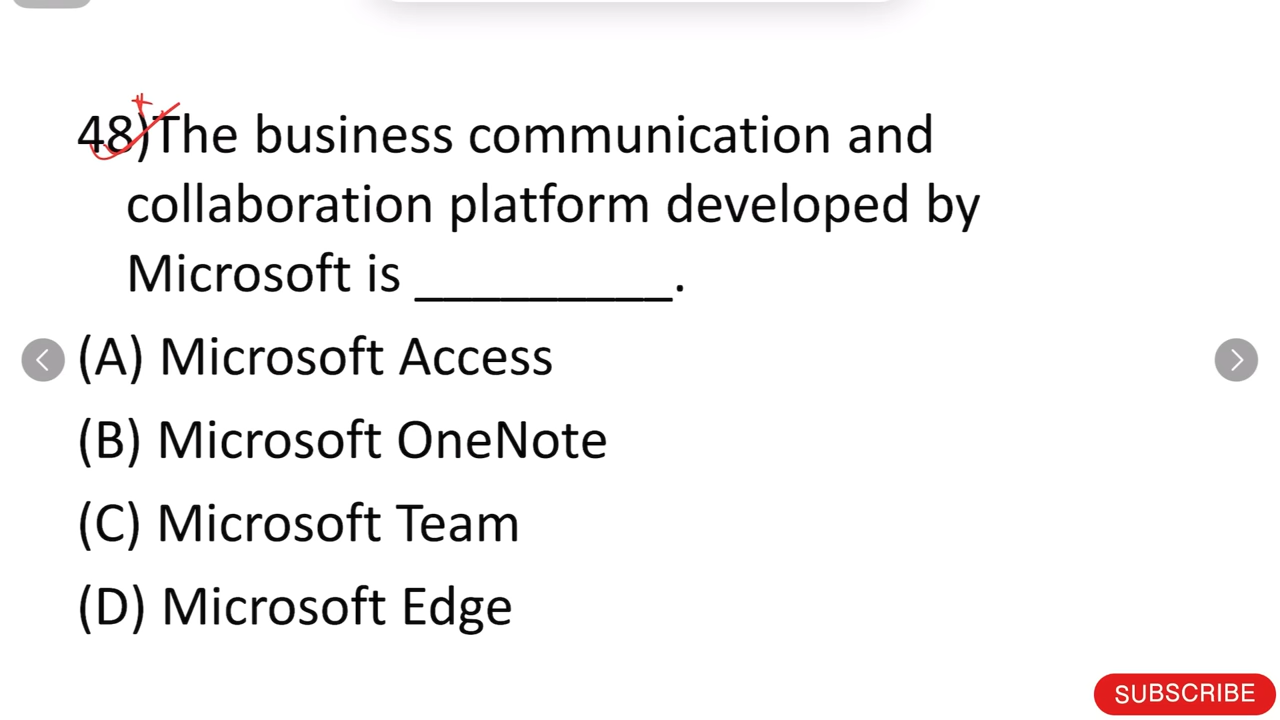 48)The business communication and
collaboration platform developed by
Microsoft is _________.
(A) Microsoft Access
(B) Microsoft OneNote
(C) Microsoft Team
(D) Microsoft Edge
SUBSCRIBE